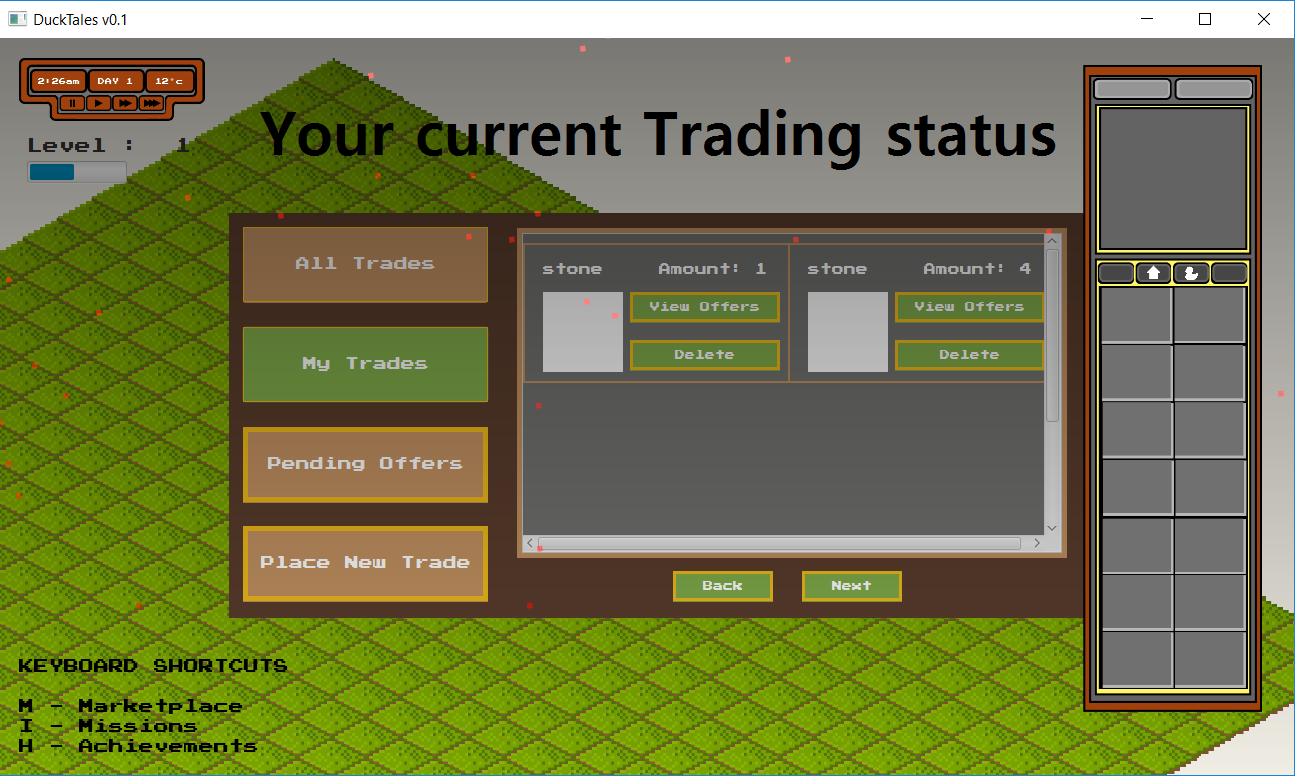 DuckTales v0.1
2:26am DAY 1 12°c
Level : 1
Your current Trading status
All Trades
My Trades
Pending Offers
Place New Trade
stone Amount: 1
View Offers
Delete
stone Amount: 4
View Offers
Delete
Back Next
KEYBOARD SHORTCUTS
M - Marketplace
I - Missions
H - Achievements